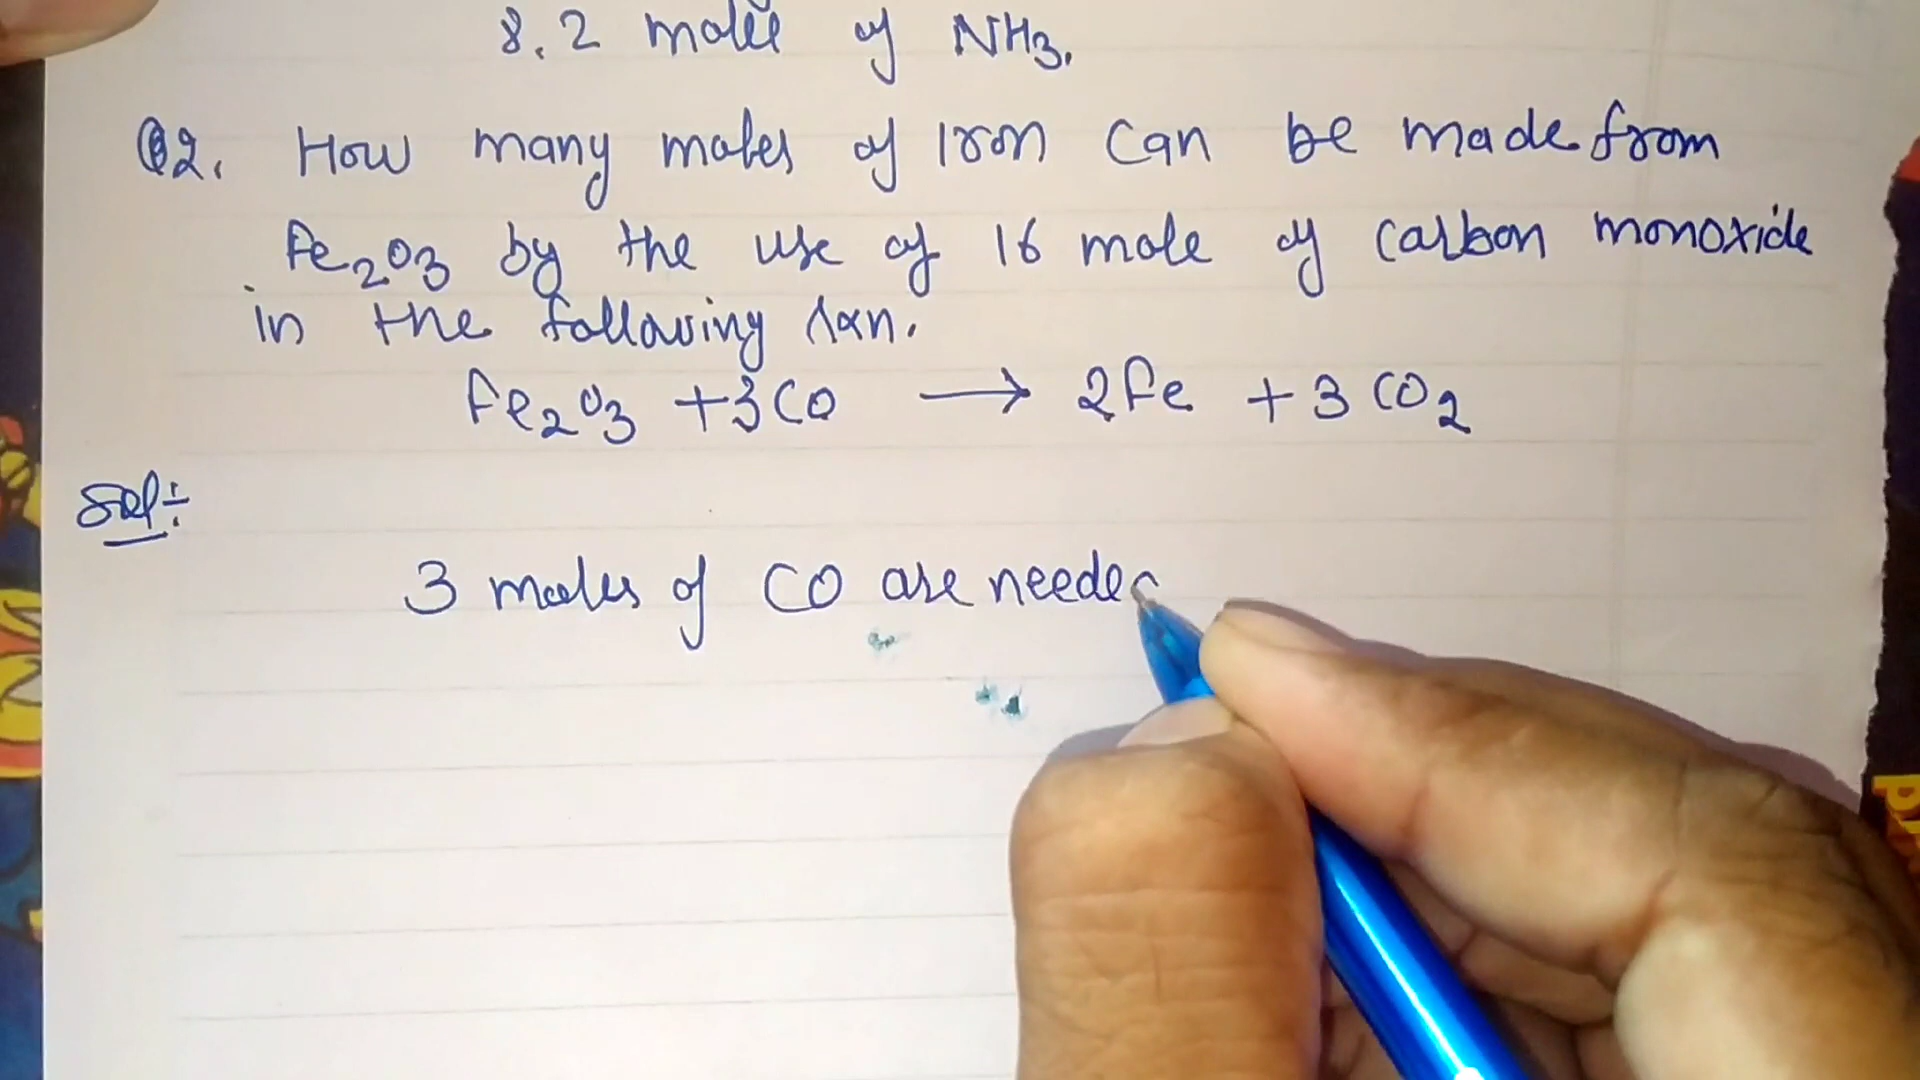 8.2 moles of NH3.
Q2. How many moles of Iron can be made from
Fe2O3 by the use of 16 mole of carbon monoxide
in the following rxn.
Fe2O3 +3CO → 2Fe + 3CO2
Sol:-
3 moles of CO are needed